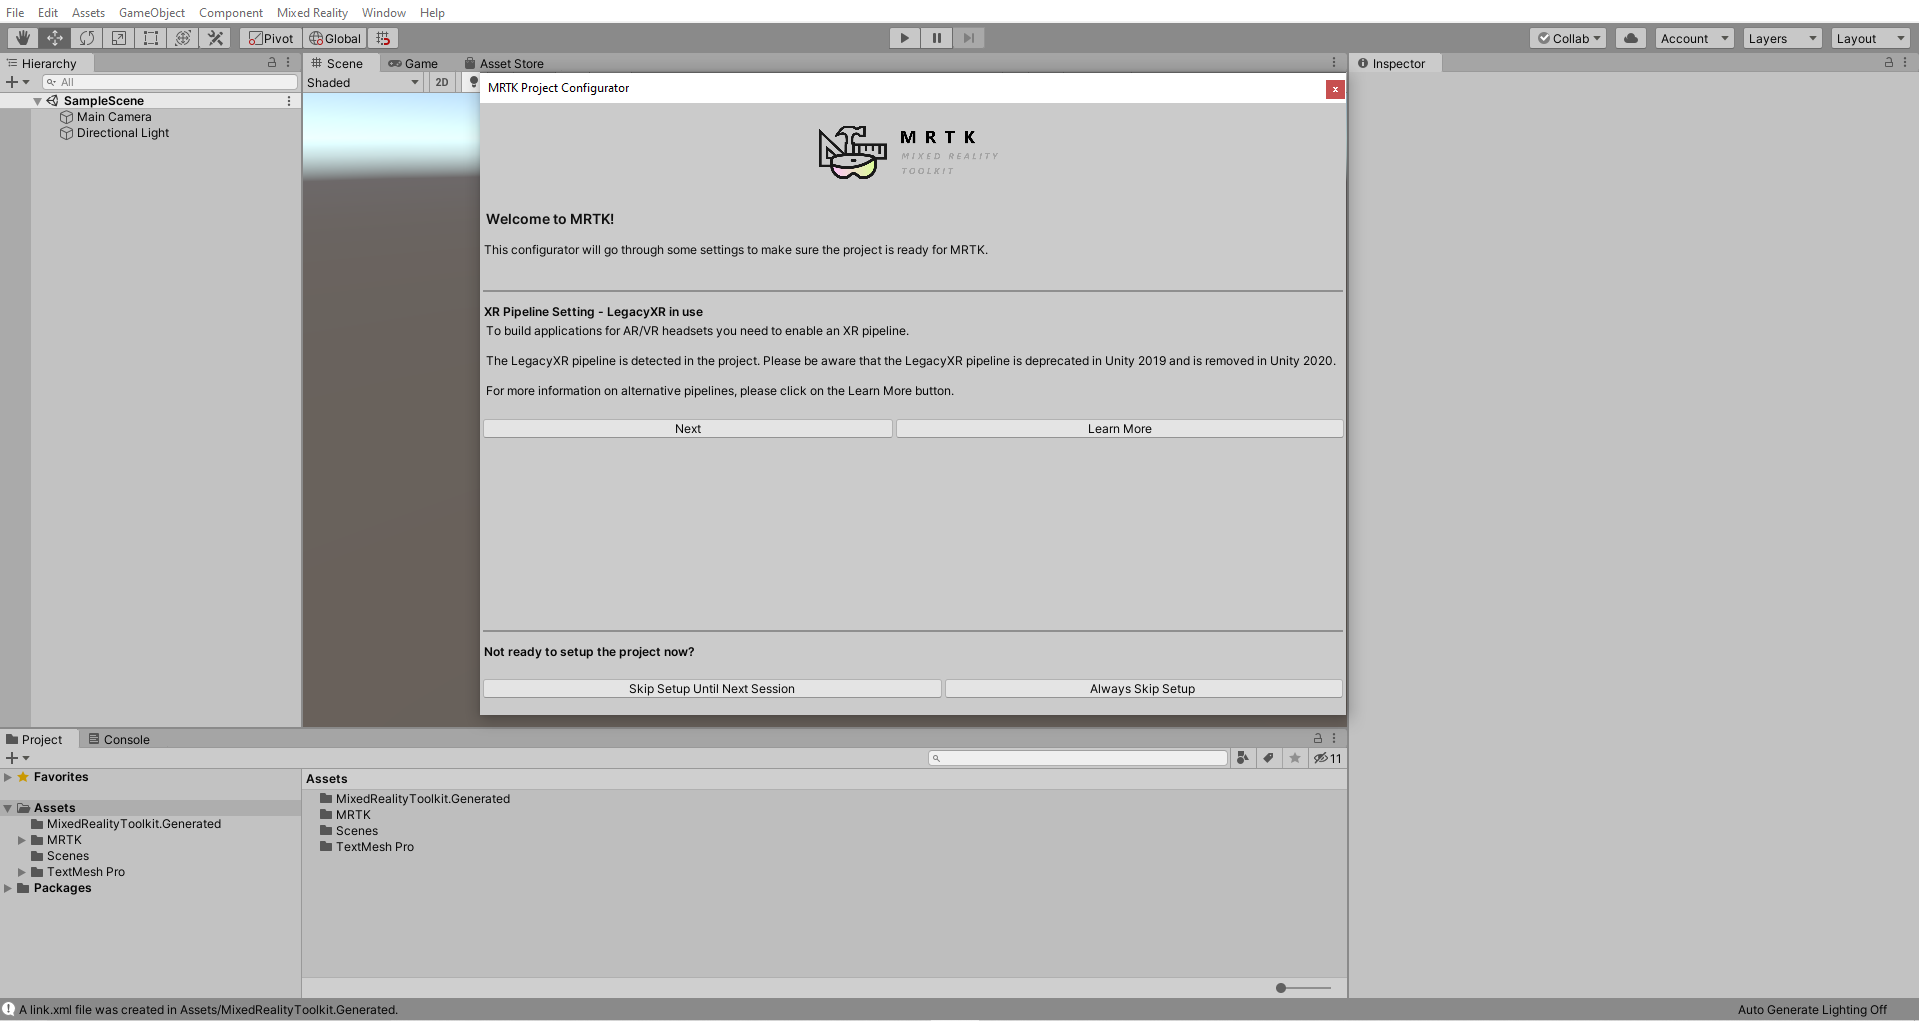 File Edit Assets GameObject Component Mixed Reality Window Help
Pivot Global Collab Account Layers Layout
Hierarchy
All
SampleScene
Main Camera
Directional Light
Scene Game Asset Store
Shaded 2D
Inspector
MRTK Project Configurator
x
MRTK
MIXED REALITY
TOOLKIT
Welcome to MRTK!
This configurator will go through some settings to make sure the project is ready for MRTK.
XR Pipeline Setting - LegacyXR in use
To build applications for AR/VR headsets you need to enable an XR pipeline.
The LegacyXR pipeline is detected in the project. Please be aware that the LegacyXR pipeline is deprecated in Unity 2019 and is removed in Unity 2020.
For more information on alternative pipelines, please click on the Learn More button.
Next Learn More
Not ready to setup the project now?
Skip Setup Until Next Session Always Skip Setup
Project Console
11
Favorites
Assets
MixedRealityToolkit.Generated
MRTK
Scenes
TextMesh Pro
Packages
Assets
MixedRealityToolkit.Generated
MRTK
Scenes
TextMesh Pro
A link.xml file was created in Assets/MixedRealityToolkit.Generated.
Auto Generate Lighting Off